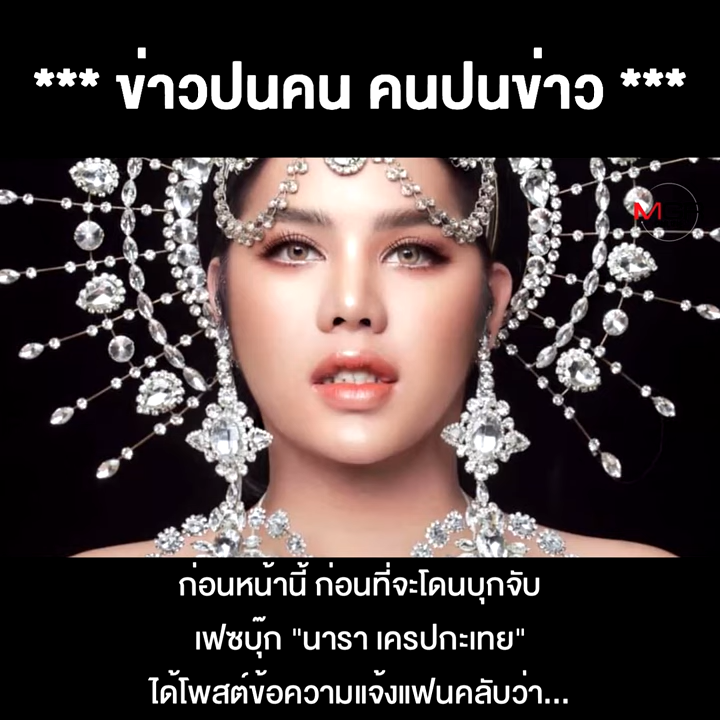 *** ข่าวปนคน คนปนข่าว ***
ก่อนหน้านี้ ก่อนที่จะโดนบุกจับ
เฟซบุ๊ก "นารา เครปกะเทย"
ได้โพสต์ข้อความแจ้งแฟนคลับว่า...